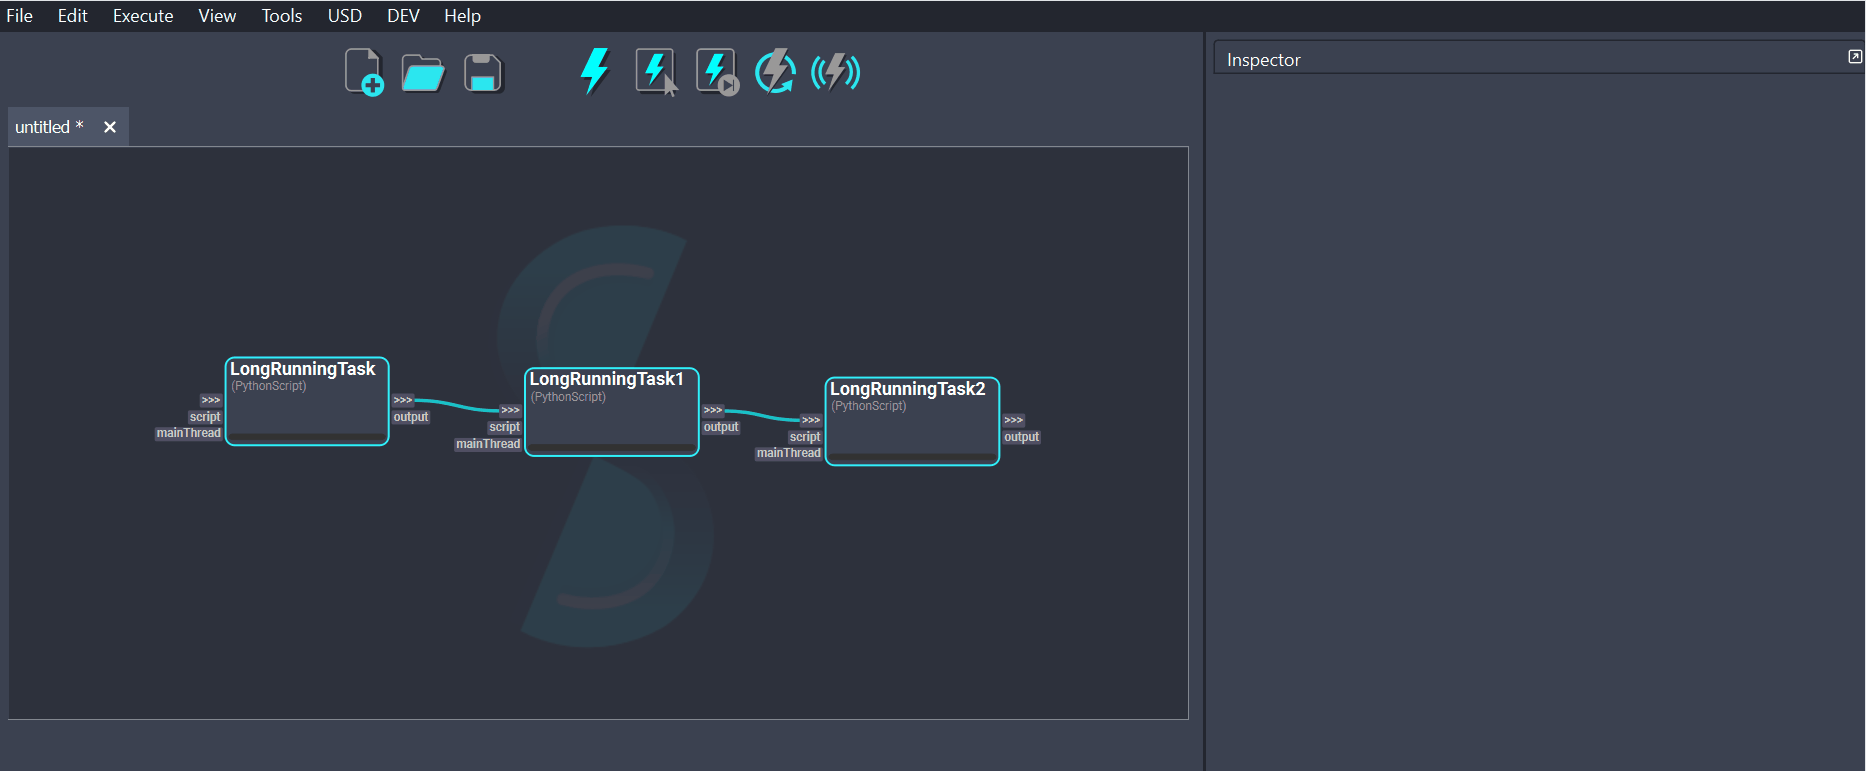 File Edit Execute View Tools USD DEV Help
Inspector
untitled *
LongRunningTask
(PythonScript)
>>>
script
mainThread
>>>
output
LongRunningTask1
(PythonScript)
>>>
script
mainThread
>>>
output
LongRunningTask2
(PythonScript)
>>>
script
mainThread
>>>
output